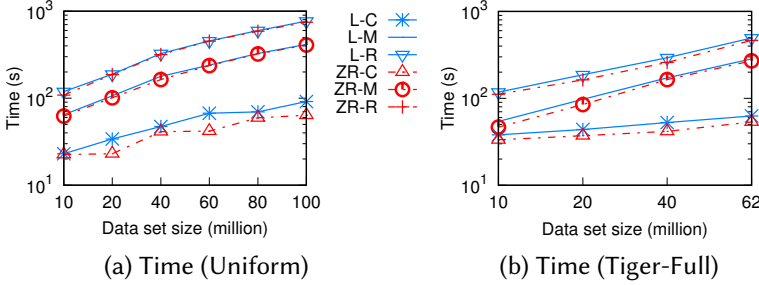 Time (s)
10³
10²
10¹
10 20 40 60 80 100
Data set size (million)
(a) Time (Uniform)
L-C
L-M
L-R
ZR-C
ZR-M
ZR-R
Time (s)
10³
10²
10¹
10 20 40 62
Data set size (million)
(b) Time (Tiger-Full)